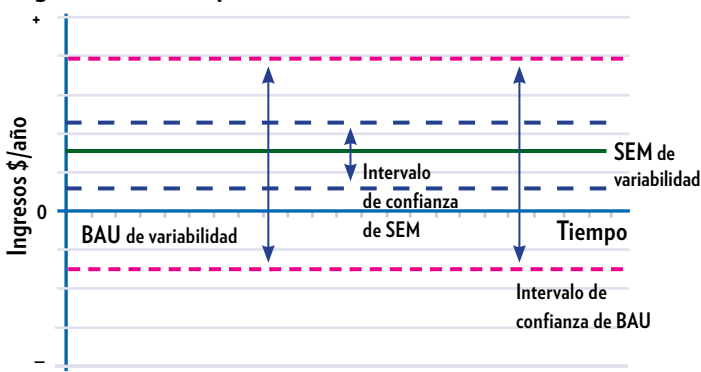 +
Ingresos $/año
SEM de
variabilidad
Intervalo
de confianza
de SEM
0
BAU de variabilidad
Tiempo
Intervalo de
confianza de BAU
–